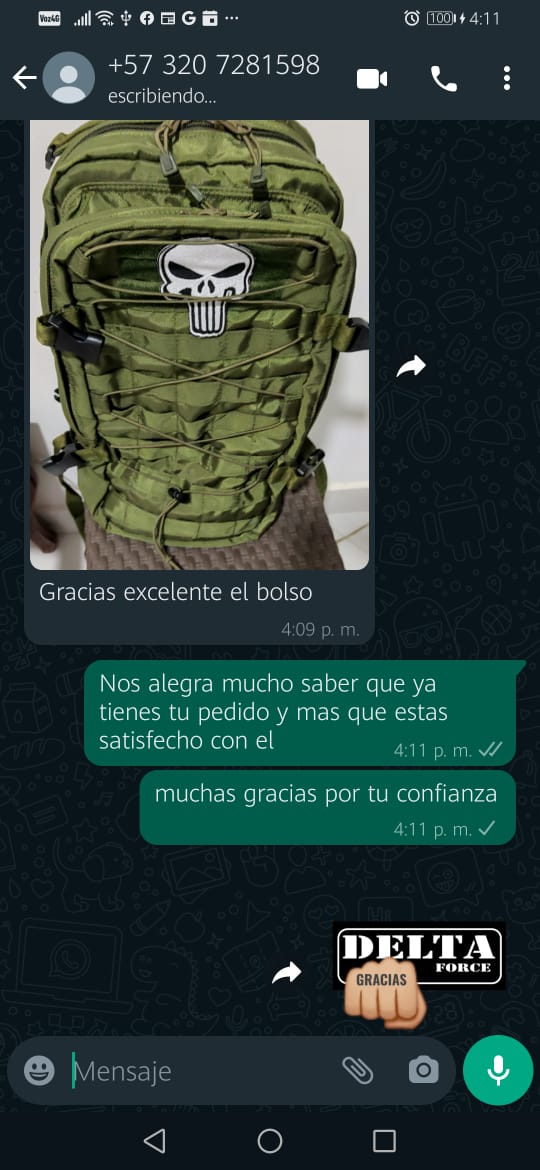 Voz4G
100
4:11
+57 320 7281598
escribiendo...
Gracias excelente el bolso
4:09 p. m.
Nos alegra mucho saber que ya
tienes tu pedido y mas que estas
satisfecho con el
4:11 p. m.
muchas gracias por tu confianza
4:11 p. m.
DELTA
FORCE
GRACIAS
Mensaje